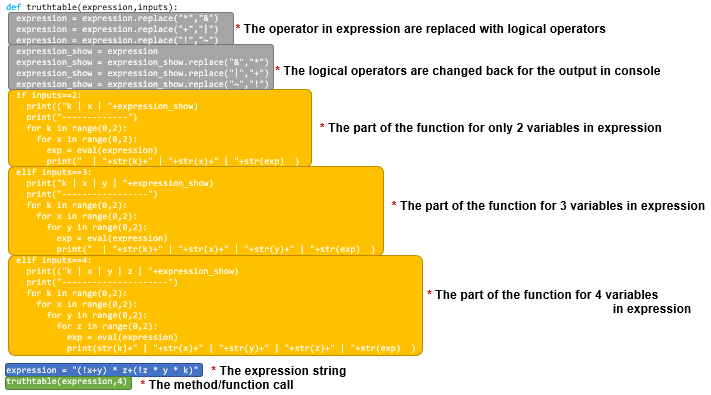 def truthtable(expression,inputs):
expression = expression.replace("*","&")
expression = expression.replace("+","|")
expression = expression.replace("!","~")
* The operator in expression are replaced with logical operators
expression_show = expression
expression_show = expression_show.replace("&","*")
expression_show = expression_show.replace("|","+")
expression_show = expression_show.replace("~","!")
* The logical operators are changed back for the output in console
if inputs==2:
print(("k | x | "+expression_show)
print("-------------")
for k in range(0,2):
for x in range(0,2):
exp = eval(expression)
print("  | "+str(k)+" | "+str(x)+" | "+str(exp)  )
* The part of the function for only 2 variables in expression
elif inputs==3:
print("k | x | y | "+expression_show)
print("-----------------")
for k in range(0,2):
for x in range(0,2):
for y in range(0,2):
exp = eval(expression)
print("  | "+str(k)+" | "+str(x)+" | "+str(y)+" | "+str(exp)  )
* The part of the function for 3 variables in expression
elif inputs==4:
print(("k | x | y | z | "+expression_show)
print("---------------------")
for k in range(0,2):
for x in range(0,2):
for y in range(0,2):
for z in range(0,2):
exp = eval(expression)
print(str(k)+" | "+str(x)+" | "+str(y)+" | "+str(z)+" | "+str(exp)  )
* The part of the function for 4 variables
in expression
expression = "(!x+y) * z+(!z * y * k)"
* The expression string
truthtable(expression,4)
* The method/function call